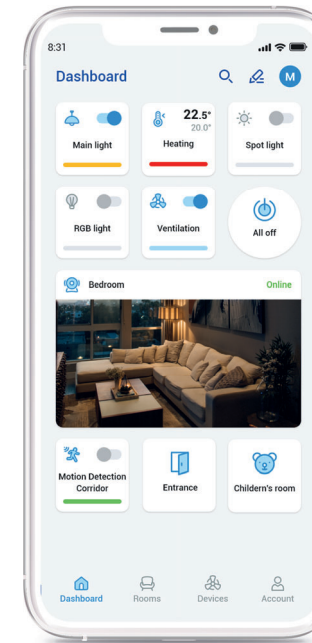 8:31
Dashboard
M
22.5°
20.0°
Main light
Heating
Spot light
RGB light
Ventilation
All off
Bedroom
Online
Motion Detection
Corridor
Entrance
Childern's room
Dashboard
Rooms
Devices
Account